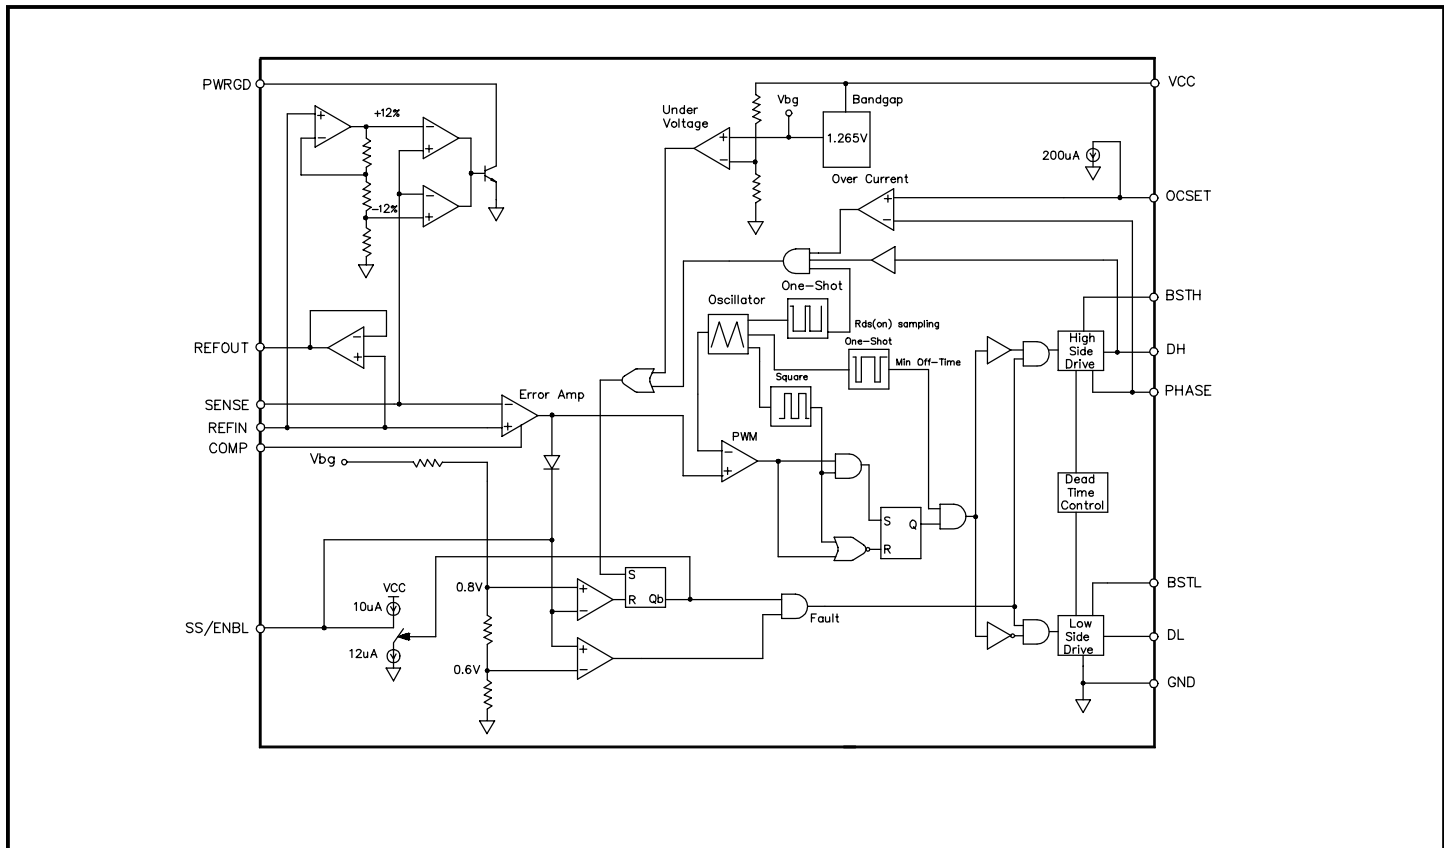 PWRGD
VCC
+12%
Vbg
Bandgap
Under
Voltage
+
−
1.265V
+
−
−
+
200uA
−
+
−12%
Over Current
OCSET
+
−
One-Shot
Oscillator
BSTH
Rds(on) sampling
One-Shot
REFOUT
−
+
High
Side
Drive
DH
Min Off-Time
Square
PHASE
SENSE
REFIN
COMP
Error Amp
−
+
PWM
−
+
Vbg
Dead
Time
Control
S
Q
R
0.8V
+
−
S
R
Qb
BSTL
VCC
10uA
SS/ENBL
12uA
Fault
Low
Side
Drive
DL
0.6V
+
−
GND